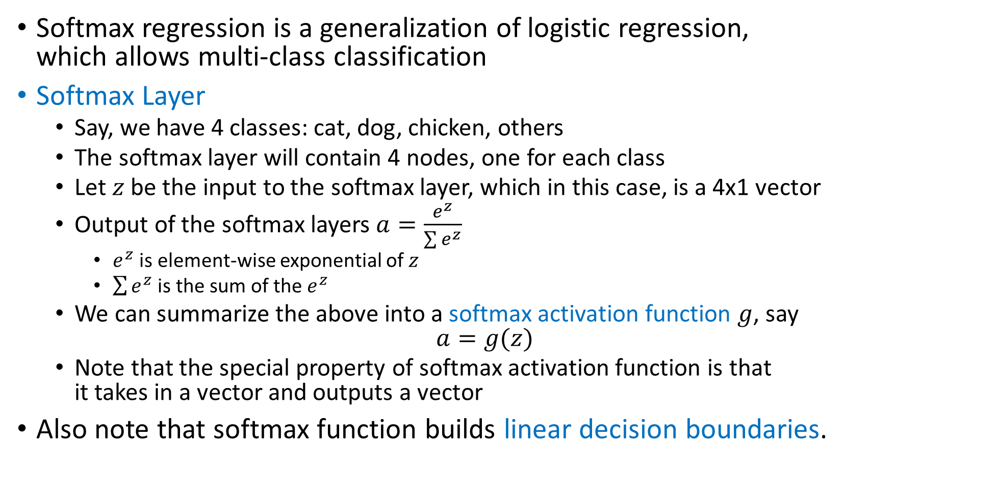 • Softmax regression is a generalization of logistic regression,
which allows multi-class classification
• Softmax Layer
• Say, we have 4 classes: cat, dog, chicken, others
• The softmax layer will contain 4 nodes, one for each class
• Let z be the input to the softmax layer, which in this case, is a 4x1 vector
• Output of the softmax layers a = e^z / ∑ e^z
• e^z is element-wise exponential of z
• ∑ e^z is the sum of the e^z
• We can summarize the above into a softmax activation function g, say
a = g(z)
• Note that the special property of softmax activation function is that
it takes in a vector and outputs a vector
• Also note that softmax function builds linear decision boundaries.